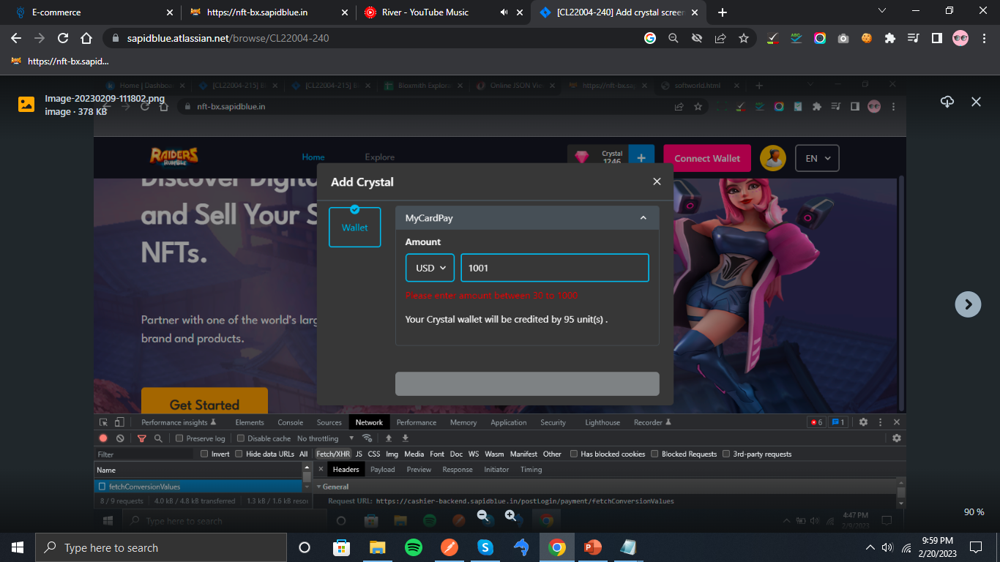 E-commerce
https://nft-bx.sapidblue.in
River - YouTube Music
[CL22004-240] Add crystal screen
sapidblue.atlassian.net/browse/CL22004-240
https://nft-bx.sapid...
Home | Dashboa
[CL22004-215] B
[CL22004-215] B
Bloxmith Explora
Online JSON View
https://nft-bx.sap
softworld.html
Image-20230209-111802.png
image · 378 KB
nft-bx.sapidblue.in
RAIDERS
RUMBLE
Home
Explore
Crystal
1246
+
Connect Wallet
EN
Discover Digita
and Sell Your S
NFTs.
Partner with one of the world's larg
brand and products.
Get Started
Add Crystal
Wallet
MyCardPay
Amount
USD
1001
Please enter amount between 30 to 1000
Your Crystal wallet will be credited by 95 unit(s) .
Performance insights
Elements
Console
Sources
Network
Performance
Memory
Application
Security
Lighthouse
Recorder
6
1
Preserve log
Disable cache
No throttling
Filter
Invert
Hide data URLs
All
Fetch/XHR
JS
CSS
Img
Media
Font
Doc
WS
Wasm
Manifest
Other
Has blocked cookies
Blocked Requests
3rd-party requests
Name
Headers
Payload
Preview
Response
Initiator
Timing
fetchConversionValues
General
8 / 9 requests
4.0 kB / 4.8 kB transferred
1.3 kB / 1.6 kB resor
Request URL: https://cashier-backend.sapidblue.in/postLogin/payment/fetchConversionValues
Type here to search
4:47 PM
2/9/2023
90 %
Type here to search
9:59 PM
2/20/2023